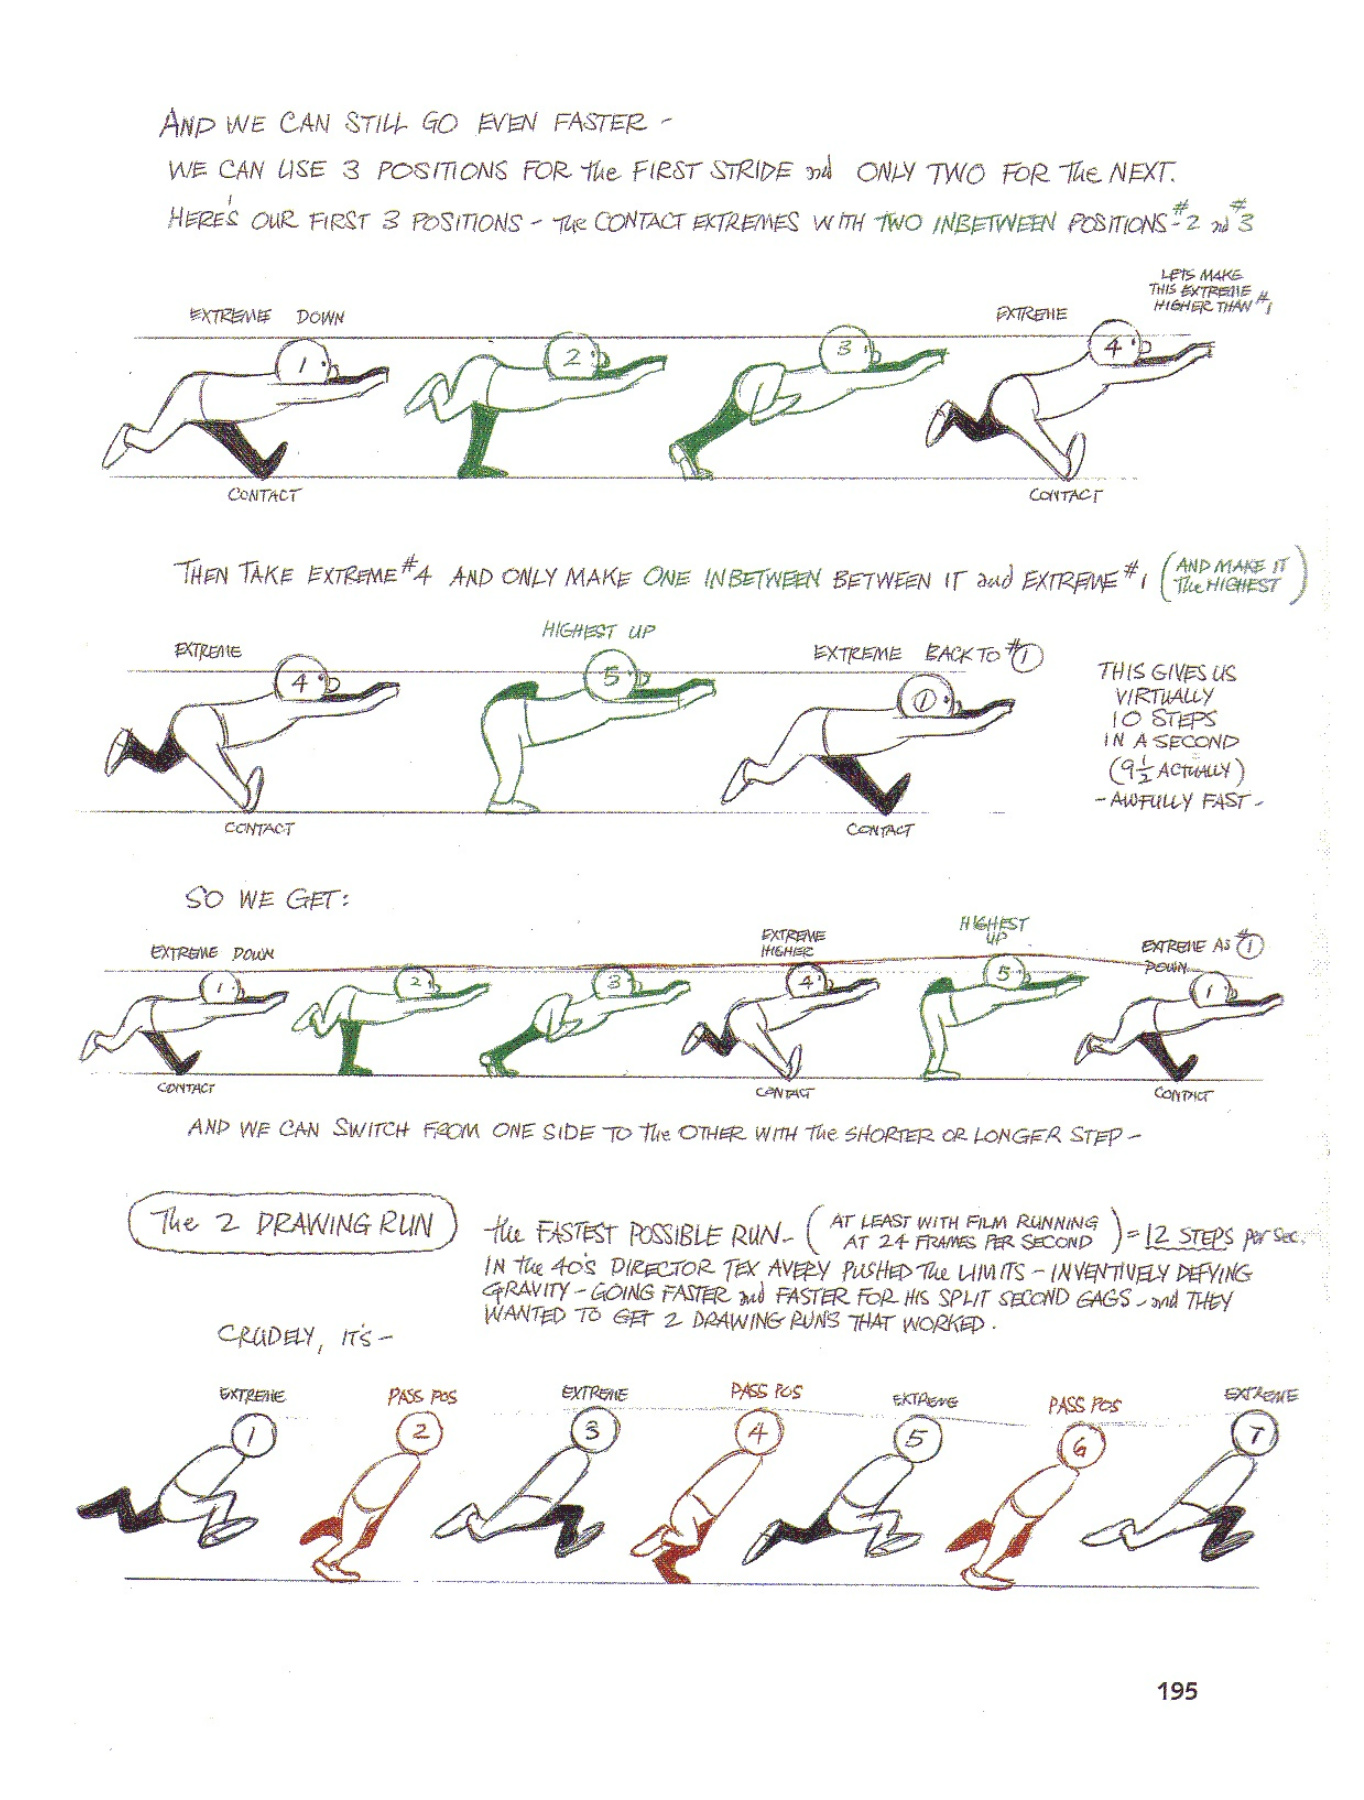 AND WE CAN STILL GO EVEN FASTER -
WE CAN USE 3 POSITIONS FOR the FIRST STRIDE and ONLY TWO FOR The NEXT.
HERE'S OUR FIRST 3 POSITIONS - The CONTACT EXTREMES WITH TWO INBETWEEN POSITIONS - #2 and #3
LETS MAKE
THIS EXTREME
HIGHER THAN #1
EXTREME DOWN
EXTREME
1
2
3
4
CONTACT
CONTACT
THEN TAKE EXTREME #4 AND ONLY MAKE ONE INBETWEEN BETWEEN IT and EXTREME #1 (AND MAKE IT
The HIGHEST)
HIGHEST UP
EXTREME
EXTREME BACK TO #1
4
5
1
CONTACT
CONTACT
THIS GIVES US
VIRTUALLY
10 STEPS
IN A SECOND
(9½ ACTUALLY)
- AWFULLY FAST -
SO WE GET:
EXTREME DOWN
EXTREME
HIGHER
HIGHEST
UP
EXTREME AS #1
DOWN
1
2
3
4
5
1
CONTACT
CONTACT
CONTACT
AND WE CAN SWITCH FROM ONE SIDE TO The OTHER WITH The SHORTER OR LONGER STEP -
The 2 DRAWING RUN
the FASTEST POSSIBLE RUN - (AT LEAST WITH FILM RUNNING
AT 24 FRAMES PER SECOND) = 12 STEPS per sec.
IN the 40'S DIRECTOR TEX AVERY PUSHED The LIMITS - INVENTIVELY DEFYING
GRAVITY - GOING FASTER and FASTER FOR HIS SPLIT SECOND GAGS - and THEY
WANTED TO GET 2 DRAWING RUNS THAT WORKED.
CRUDELY, IT'S -
EXTREME
PASS POS
EXTREME
PASS POS
EXTREME
PASS POS
EXTREME
1
2
3
4
5
6
7
195